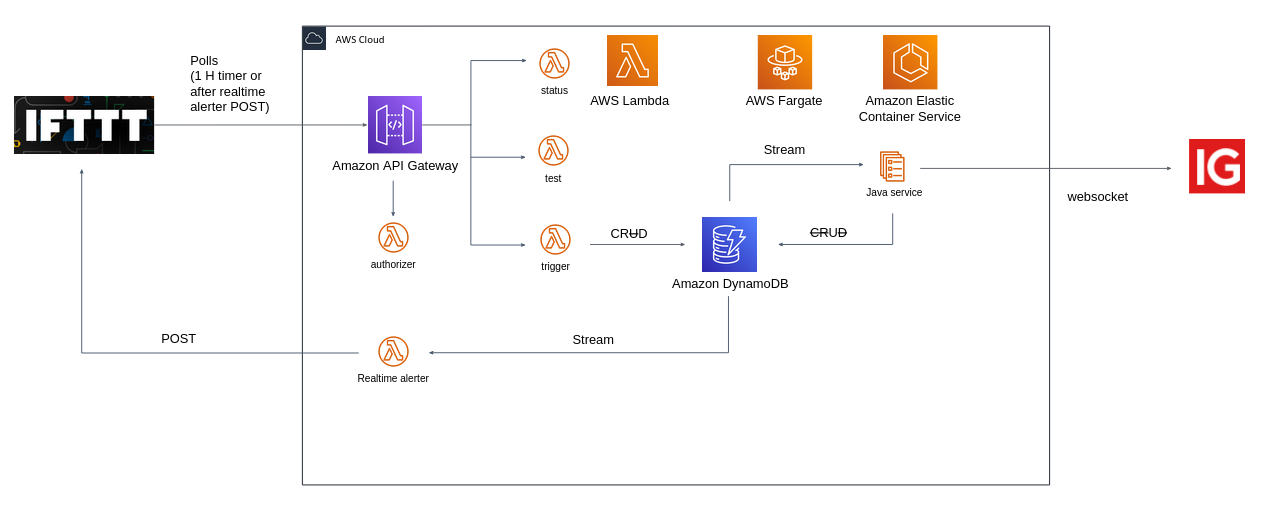 Polls
(1 H timer or
after realtime
alerter POST)
IFTTT
AWS Cloud
Amazon API Gateway
authorizer
status
test
trigger
AWS Lambda
AWS Fargate
Amazon Elastic
Container Service
Stream
Java service
websocket
IG
CRUD
CRUD
Amazon DynamoDB
Stream
POST
Realtime alerter